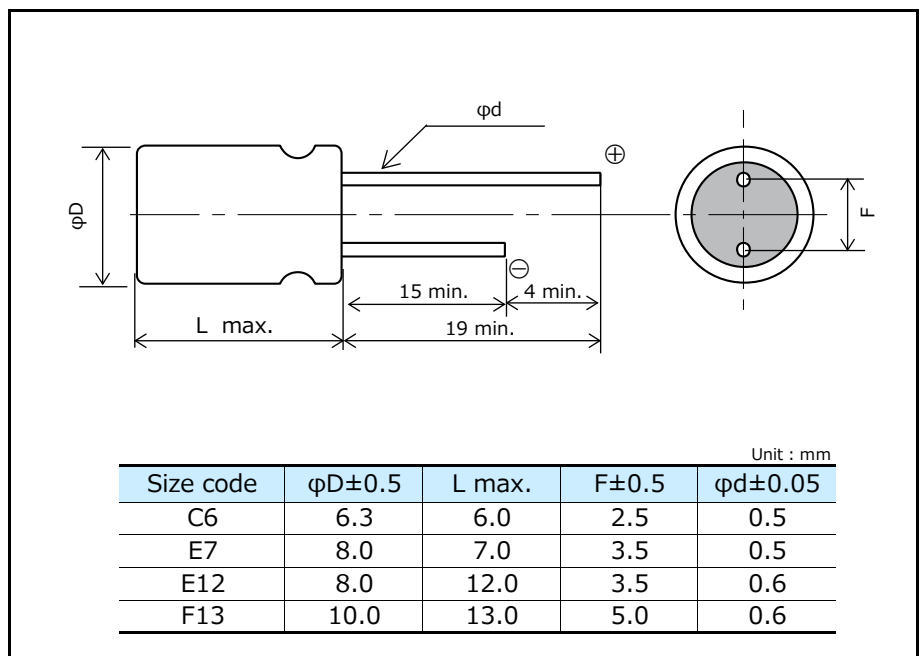 φd
⊕
φD
F
⊖
15 min.
4 min.
L max.
19 min.
Unit : mm
Size code φD±0.5 L max. F±0.5 φd±0.05
C6 6.3 6.0 2.5 0.5
E7 8.0 7.0 3.5 0.5
E12 8.0 12.0 3.5 0.6
F13 10.0 13.0 5.0 0.6